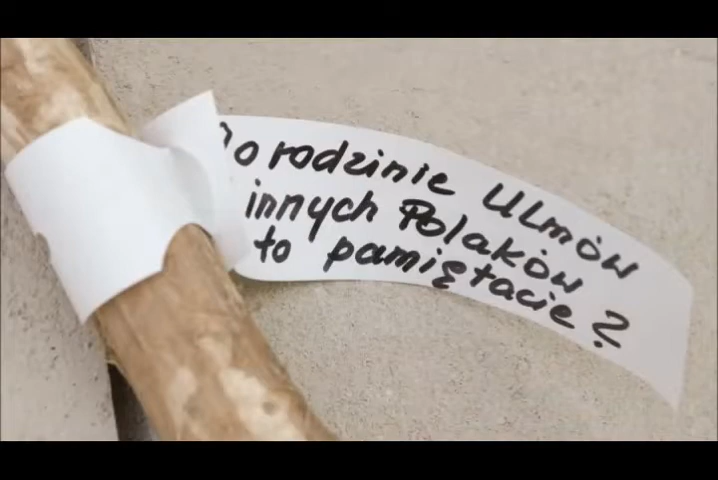 o rodzinie Ulmów
innych Polaków
to pamiętacie?